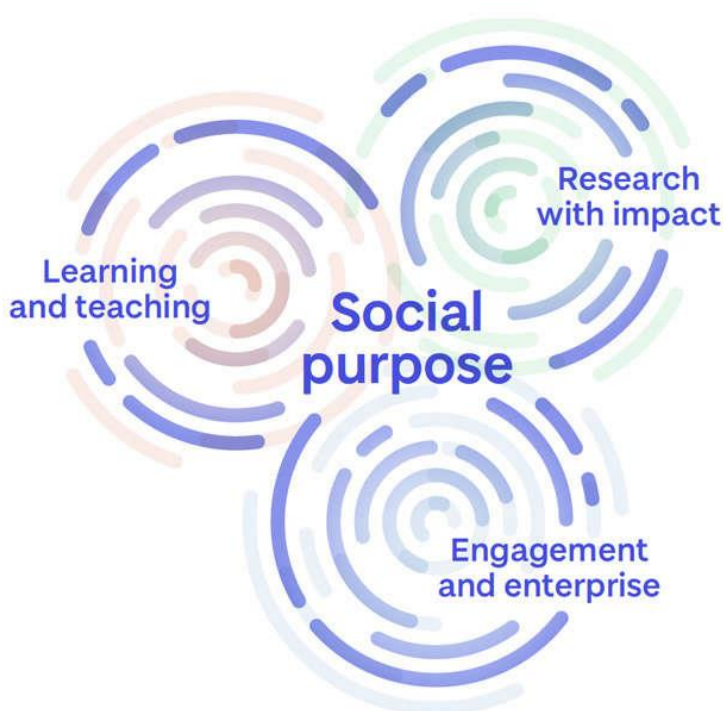 Research
with impact
Learning
and teaching
Social
purpose
Engagement
and enterprise